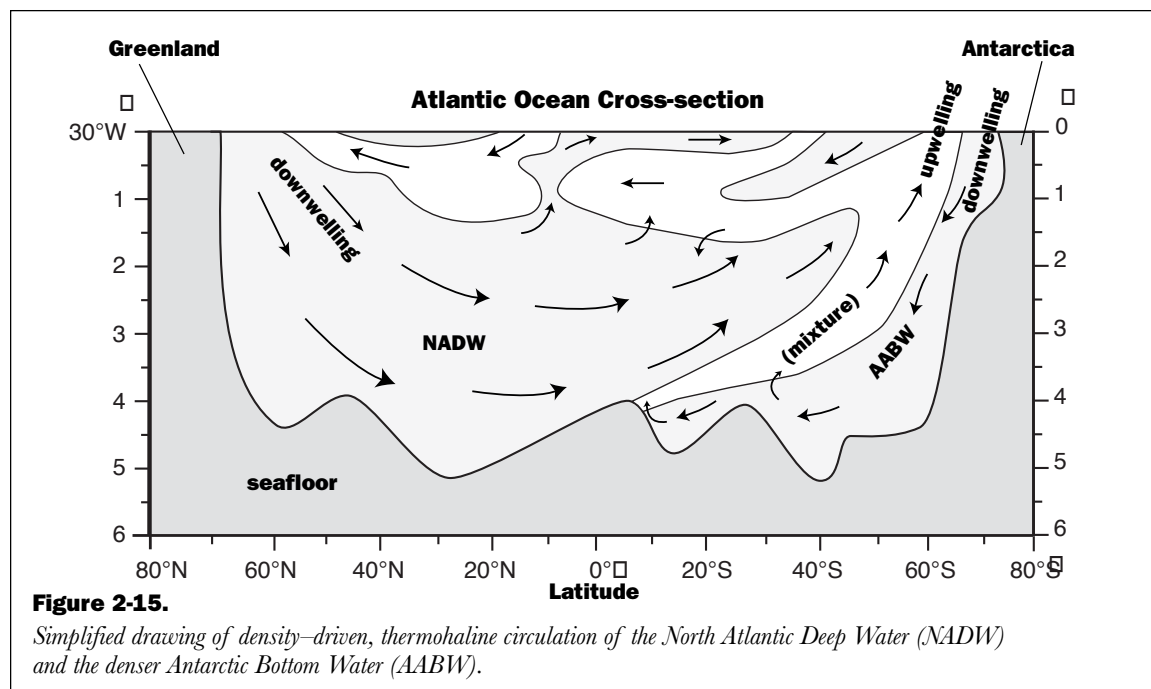 Greenland
Antarctica
Atlantic Ocean Cross-section
30°W
0
1
1
2
2
3
3
4
4
5
5
6
6
downwelling
upwelling
downwelling
NADW
(mixture)
AABW
seafloor
80°N 60°N 40°N 20°N 0° 20°S 40°S 60°S 80°S
Latitude
Figure 2-15.
Simplified drawing of density–driven, thermohaline circulation of the North Atlantic Deep Water (NADW)
and the denser Antarctic Bottom Water (AABW).